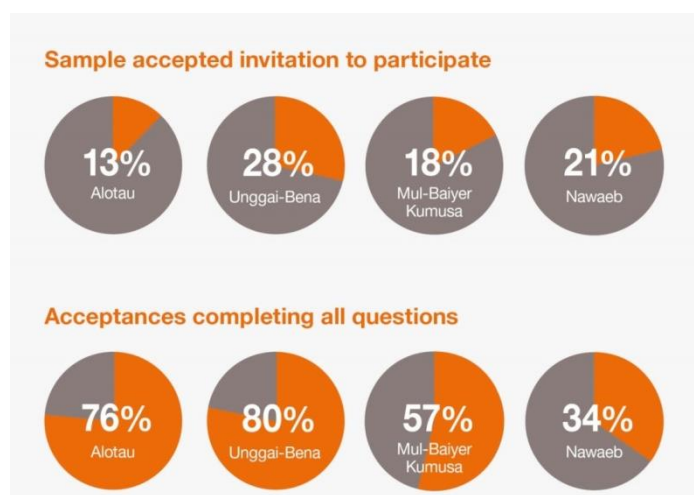 Sample accepted invitation to participate
13%
Alotau
28%
Unggai-Bena
18%
Mul-Baiyer
Kumusa
21%
Nawaeb
Acceptances completing all questions
76%
Alotau
80%
Unggai-Bena
57%
Mul-Baiyer
Kumusa
34%
Nawaeb